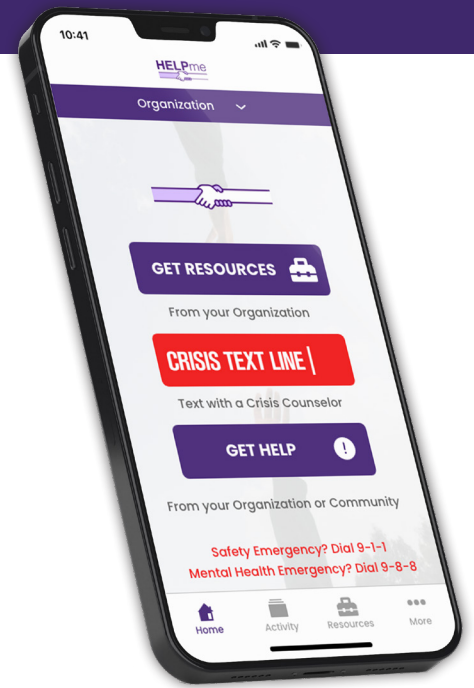 10:41
HELPme
Organization
GET RESOURCES
From your Organization
CRISIS TEXT LINE|
Text with a Crisis Counselor
GET HELP
!
From your Organization or Community
Safety Emergency? Dial 9-1-1
Mental Health Emergency? Dial 9-8-8
Home Activity Resources More